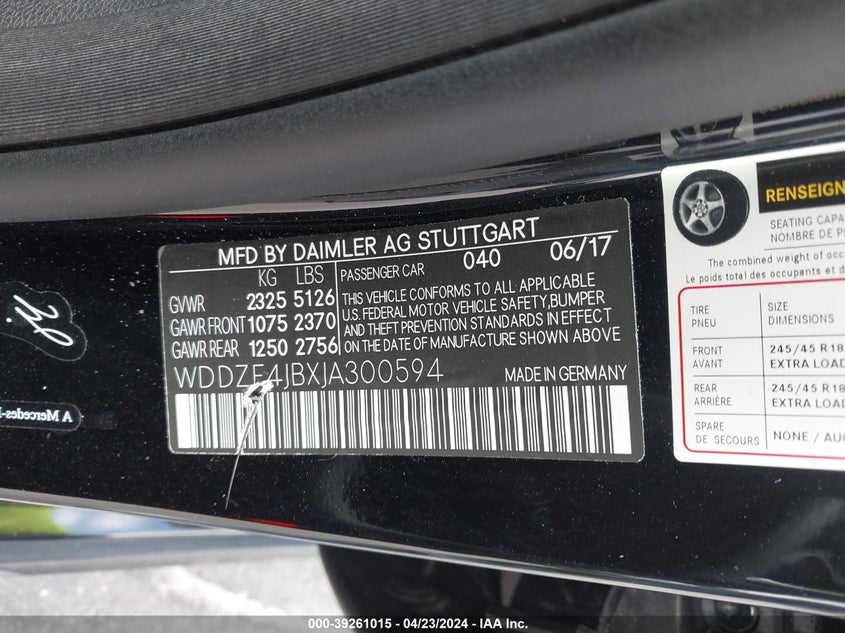 MFD BY DAIMLER AG STUTTGART
KG LBS
GVWR 2325 5126
GAWR FRONT 1075 2370
GAWR REAR 1250 2756
PASSENGER CAR 040 06/17
THIS VEHICLE CONFORMS TO ALL APPLICABLE
U.S. FEDERAL MOTOR VEHICLE SAFETY, BUMPER
AND THEFT PREVENTION STANDARDS IN EFFECT
ON THE DATE OF MANUFACTURE SHOWN ABOVE
WDDZF4JBXJA300594 MADE IN GERMANY
A Mercedes-
RENSEIGN
SEATING CAPA
NOMBRE DE P
The combined weight of occ
Le poids total des occupants et d
TIRE
PNEU
SIZE
DIMENSIONS
FRONT
AVANT
245/45 R18
EXTRA LOAD
REAR
ARRIÈRE
245/45 R18
EXTRA LOAD
SPARE
DE SECOURS
NONE / AUC
000-39261015 / 04/23/2024 - IAA Inc.